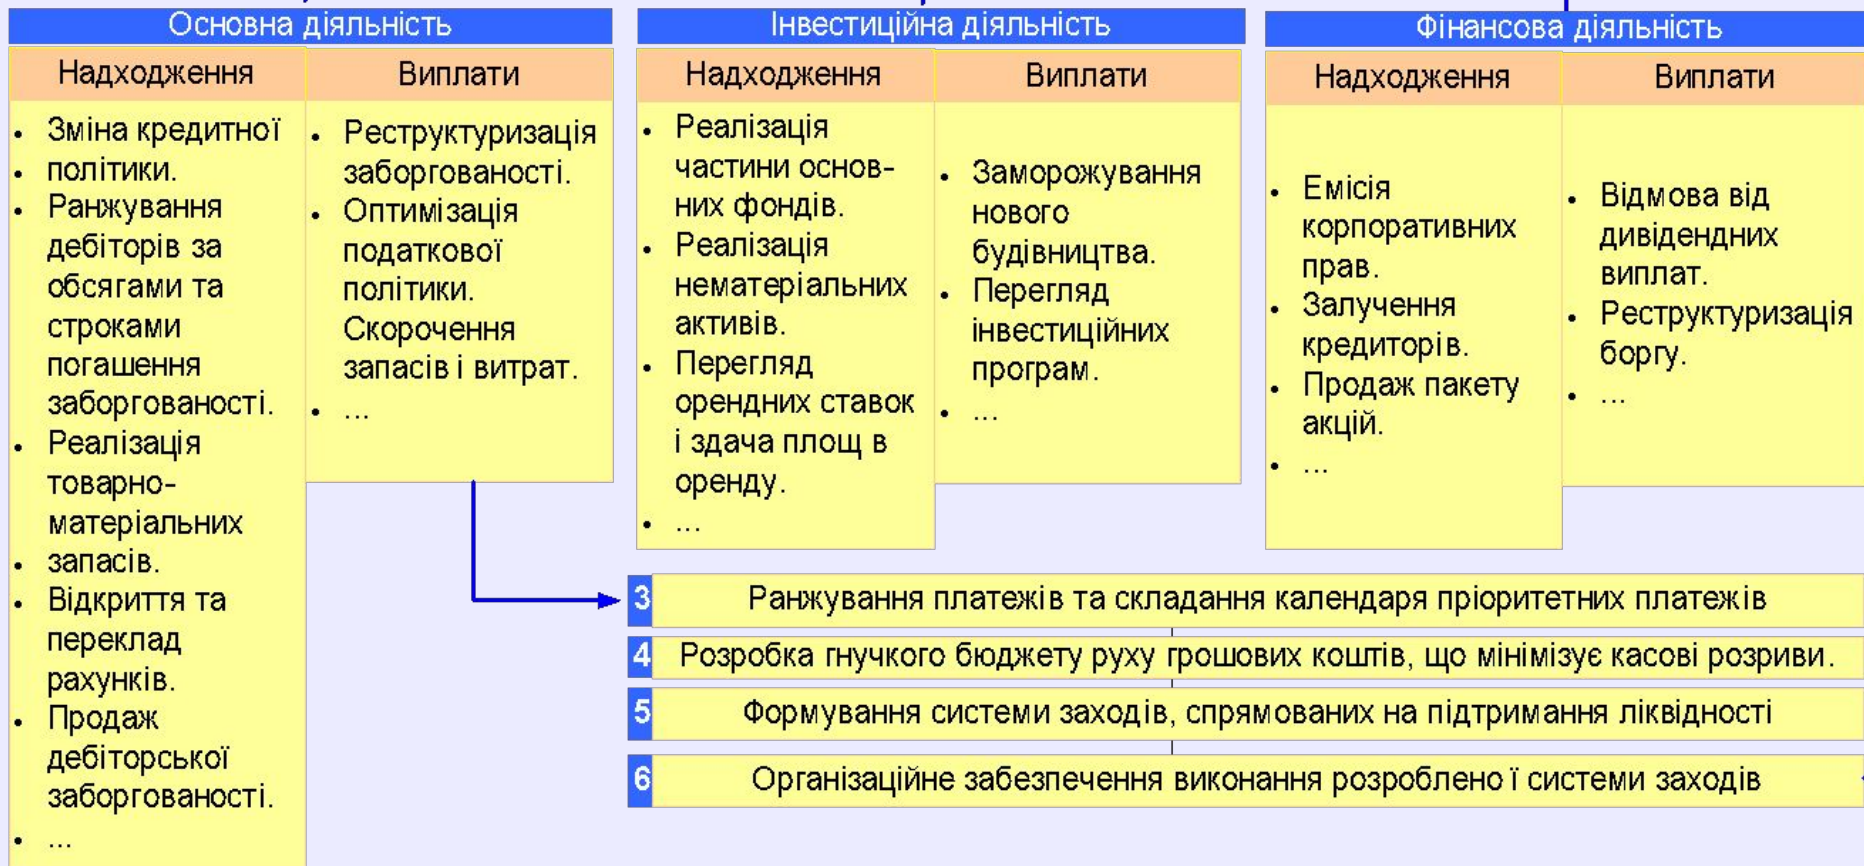 Основна діяльність
Надходження
Виплати
• Зміна кредитної
• політики.
• Ранжування
дебіторів за
обсягами та
строками
погашення
заборгованості.
• Реалізація
товарно-
матеріальних
• запасів.
• Відкриття та
переклад
рахунків.
• Продаж
дебіторської
заборгованості.
• ...
• Реструктуризація
заборгованості.
• Оптимізація
податкової
політики.
Скорочення
запасів і витрат.
• ...
Інвестиційна діяльність
Надходження
Виплати
• Реалізація
частини основ-
них фондів.
• Реалізація
нематеріальних
активів.
• Перегляд
орендних ставок
і здача площ в
оренду.
• ...
• Заморожування
нового
будівництва.
• Перегляд
інвестиційних
програм.
• ...
Фінансова діяльність
Надходження
Виплати
• Емісія
корпоративних
прав.
• Залучення
кредиторів.
• Продаж пакету
акцій.
• ...
• Відмова від
дивідендних
виплат.
• Реструктуризація
боргу.
• ...
3 Ранжування платежів та складання календаря пріоритетних платежів
4 Розробка гнучкого бюджету руху грошових коштів, що мінімізує касові розриви.
5 Формування системи заходів, спрямованих на підтримання ліквідності
6 Організаційне забезпечення виконання розроблено ї системи заходів